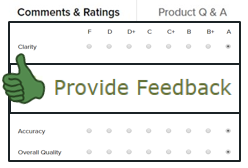 Comments & Ratings Product Q & A
F D D+ C C+ B B+ A
Clarity
Provide Feedback
Accuracy
Overall Quality